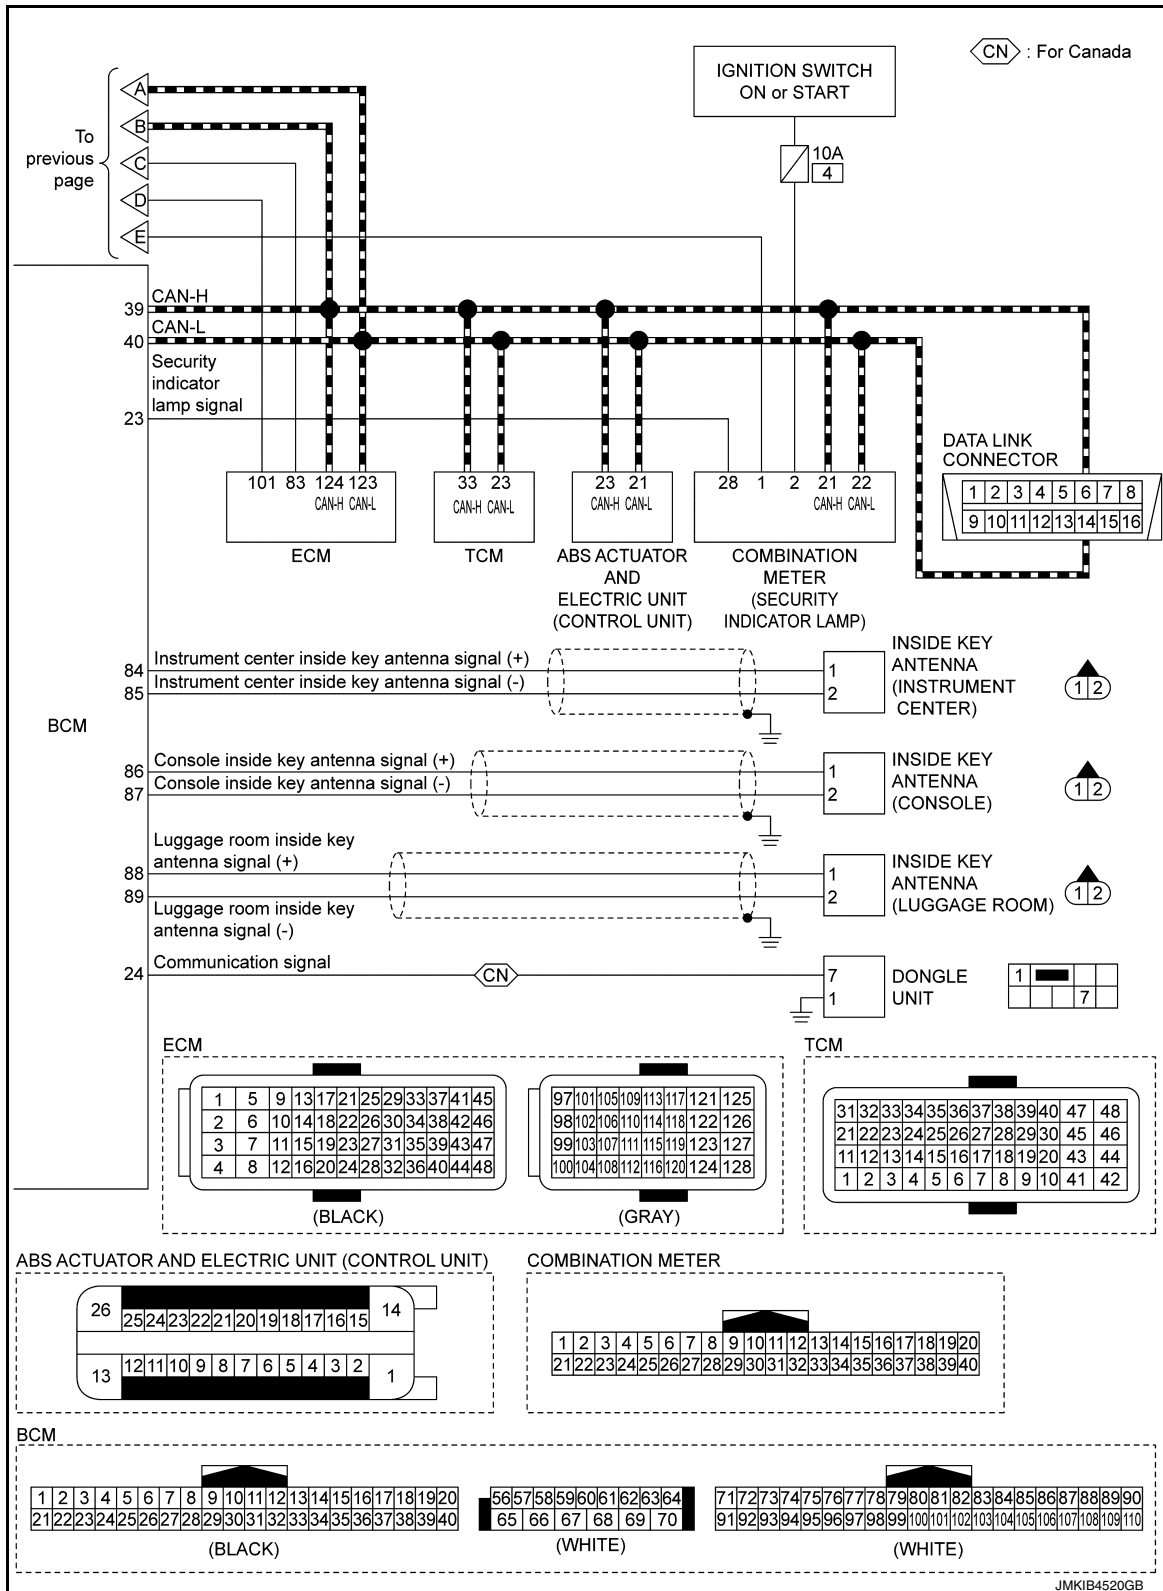 CN : For Canada
IGNITION SWITCH
ON or START
10A
4
To
previous
page
A
B
C
D
E
39 CAN-H
40 CAN-L
Security
indicator
lamp signal
23
DATA LINK
CONNECTOR
1 2 3 4 5 6 7 8
9 10 11 12 13 14 15 16
101 83 124 123
CAN-H CAN-L
ECM
33 23
CAN-H CAN-L
TCM
23 21
CAN-H CAN-L
ABS ACTUATOR
AND
ELECTRIC UNIT
(CONTROL UNIT)
28 1 2 21 22
CAN-H CAN-L
COMBINATION
METER
(SECURITY
INDICATOR LAMP)
BCM
84 Instrument center inside key antenna signal (+) 1
85 Instrument center inside key antenna signal (-) 2
INSIDE KEY
ANTENNA
(INSTRUMENT
CENTER)
1 2
86 Console inside key antenna signal (+) 1
87 Console inside key antenna signal (-) 2
INSIDE KEY
ANTENNA
(CONSOLE)
1 2
Luggage room inside key
antenna signal (+)
88 1
89 2
Luggage room inside key
antenna signal (-)
INSIDE KEY
ANTENNA
(LUGGAGE ROOM)
1 2
24 Communication signal CN 7
1
DONGLE
UNIT
1
7
ECM
1 5 9 13 17 21 25 29 33 37 41 45
2 6 10 14 18 22 26 30 34 38 42 46
3 7 11 15 19 23 27 31 35 39 43 47
4 8 12 16 20 24 28 32 36 40 44 48
(BLACK)
97 101 105 109 113 117 121 125
98 102 106 110 114 118 122 126
99 103 107 111 115 119 123 127
100 104 108 112 116 120 124 128
(GRAY)
TCM
31 32 33 34 35 36 37 38 39 40 47 48
21 22 23 24 25 26 27 28 29 30 45 46
11 12 13 14 15 16 17 18 19 20 43 44
1 2 3 4 5 6 7 8 9 10 41 42
ABS ACTUATOR AND ELECTRIC UNIT (CONTROL UNIT)
26 25 24 23 22 21 20 19 18 17 16 15 14
13 12 11 10 9 8 7 6 5 4 3 2 1
COMBINATION METER
1 2 3 4 5 6 7 8 9 10 11 12 13 14 15 16 17 18 19 20
21 22 23 24 25 26 27 28 29 30 31 32 33 34 35 36 37 38 39 40
BCM
1 2 3 4 5 6 7 8 9 10 11 12 13 14 15 16 17 18 19 20
21 22 23 24 25 26 27 28 29 30 31 32 33 34 35 36 37 38 39 40
(BLACK)
56 57 58 59 60 61 62 63 64
65 66 67 68 69 70
(WHITE)
71 72 73 74 75 76 77 78 79 80 81 82 83 84 85 86 87 88 89 90
91 92 93 94 95 96 97 98 99 100 101 102 103 104 105 106 107 108 109 110
(WHITE)
JMKIB4520GB